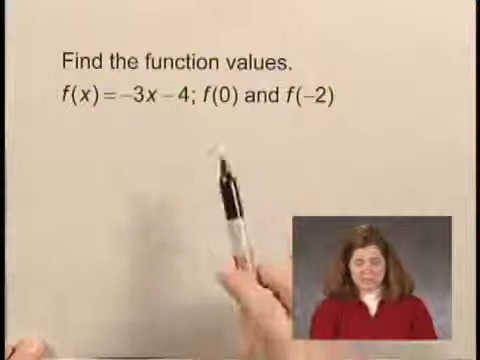 Find the function values.
f(x)=−3x−4; f(0) and f(−2)